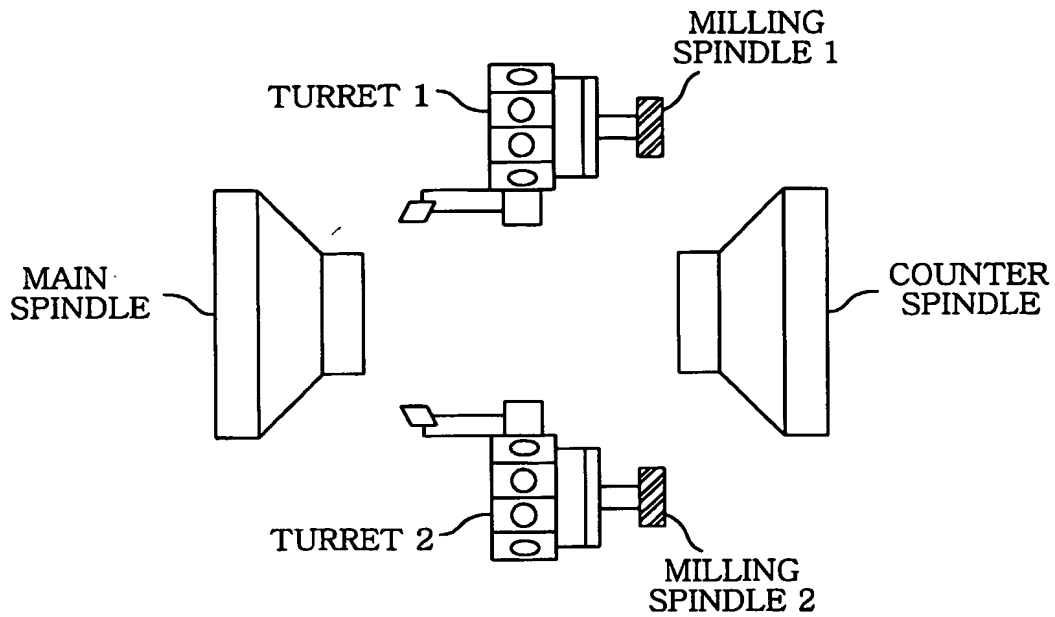 MILLING
SPINDLE 1
TURRET 1
MAIN
SPINDLE
COUNTER
SPINDLE
TURRET 2
MILLING
SPINDLE 2